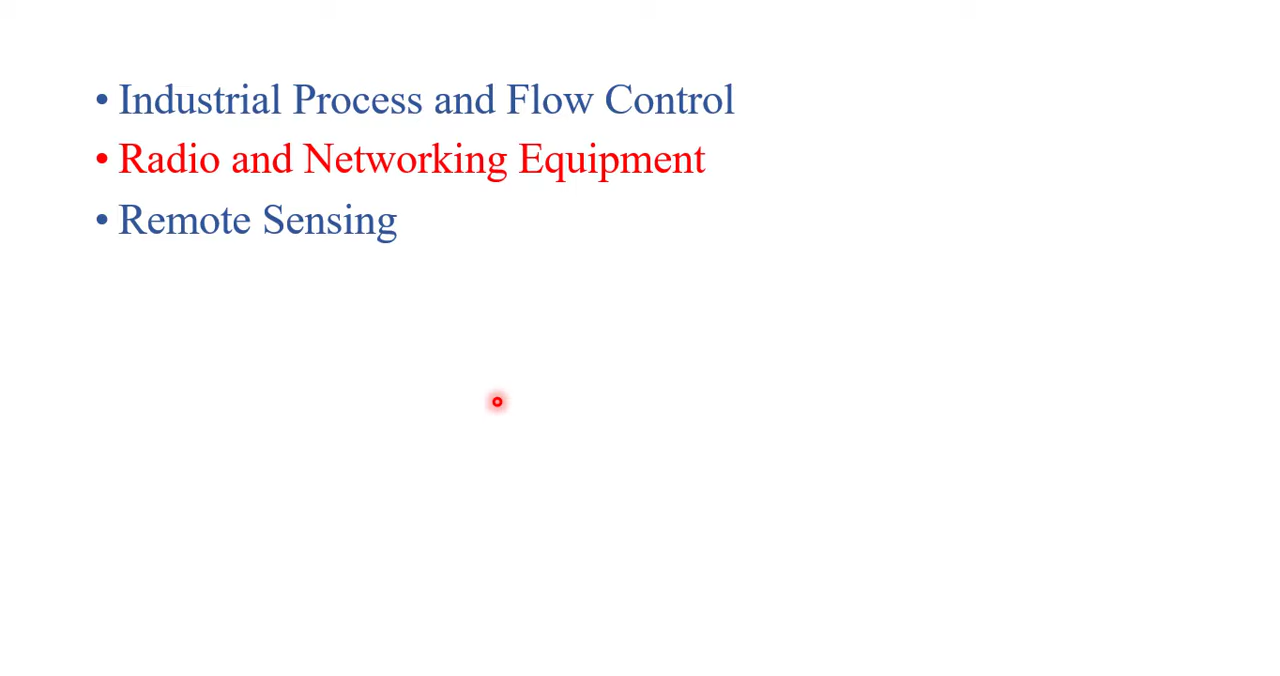 • Industrial Process and Flow Control
• Radio and Networking Equipment
• Remote Sensing